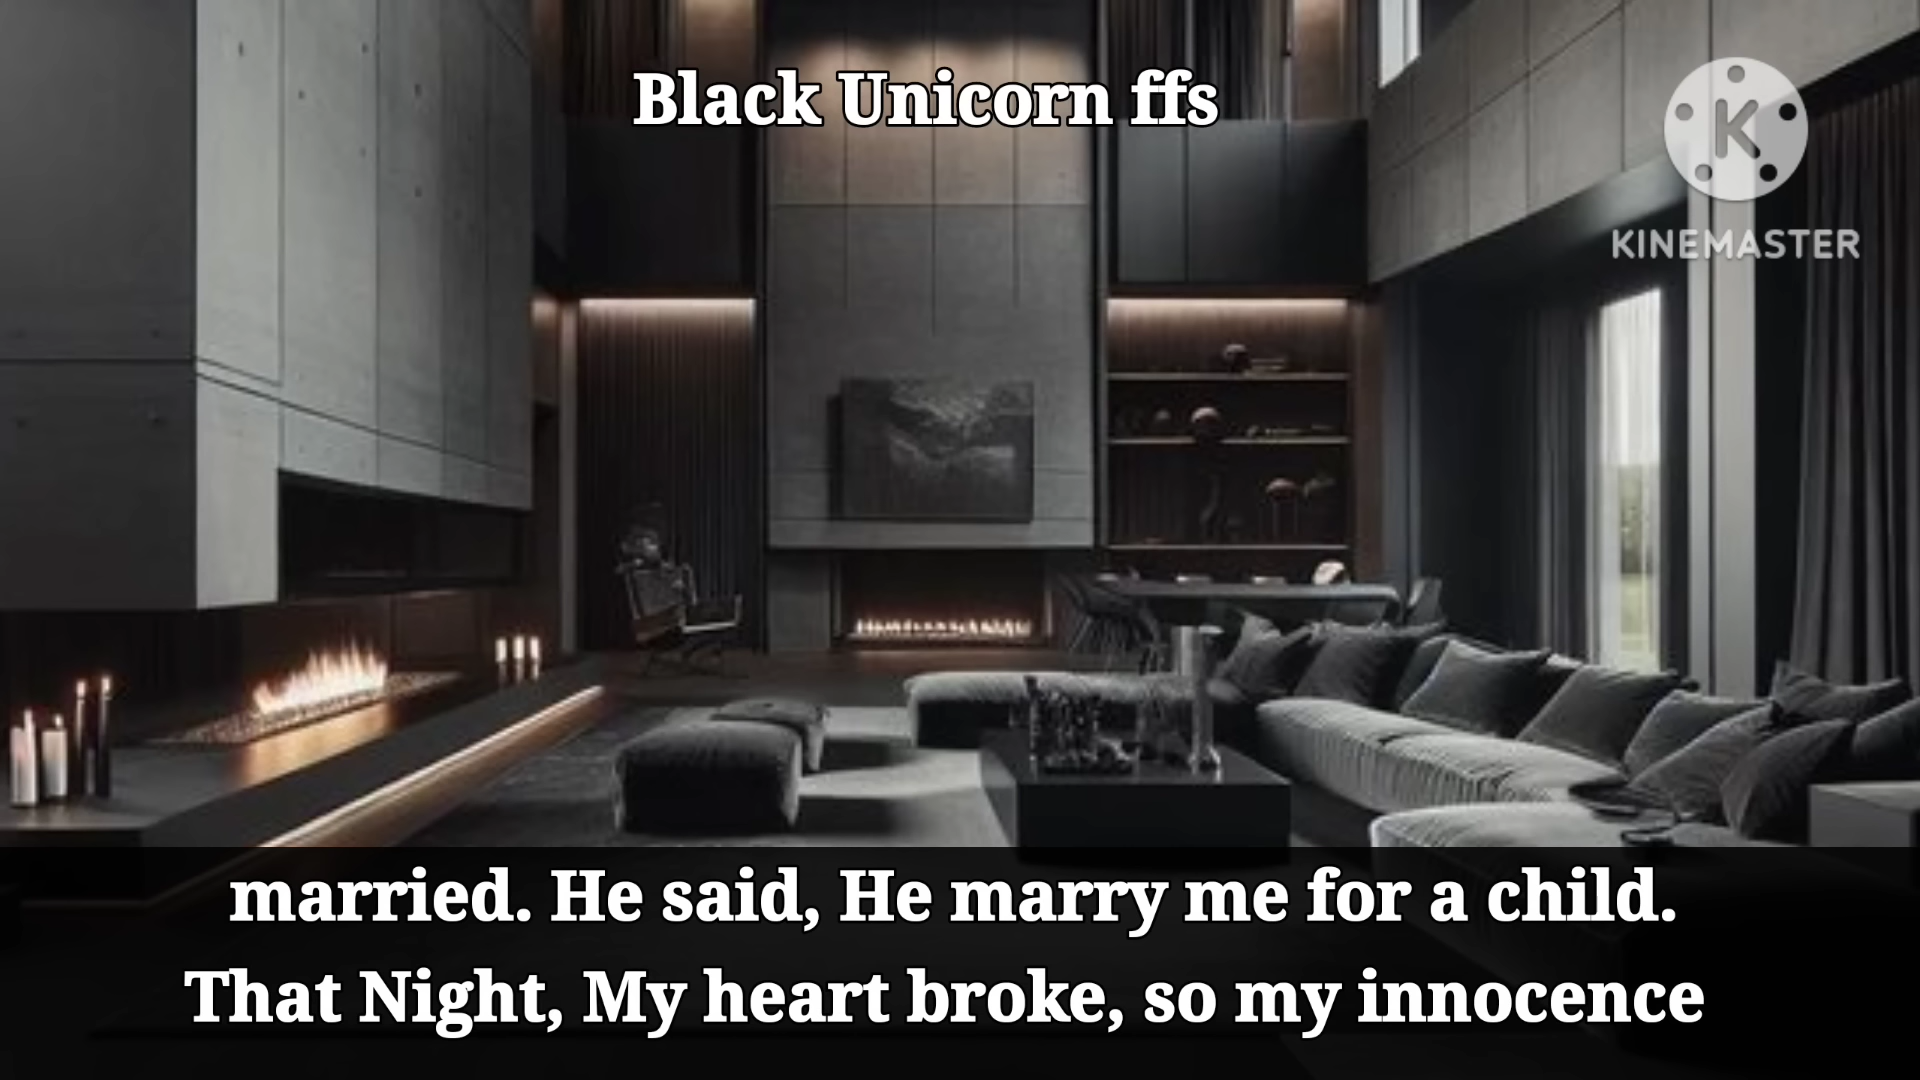 Black Unicorn ffs
K
KINEMASTER
married. He said, He marry me for a child.
That Night, My heart broke, so my innocence